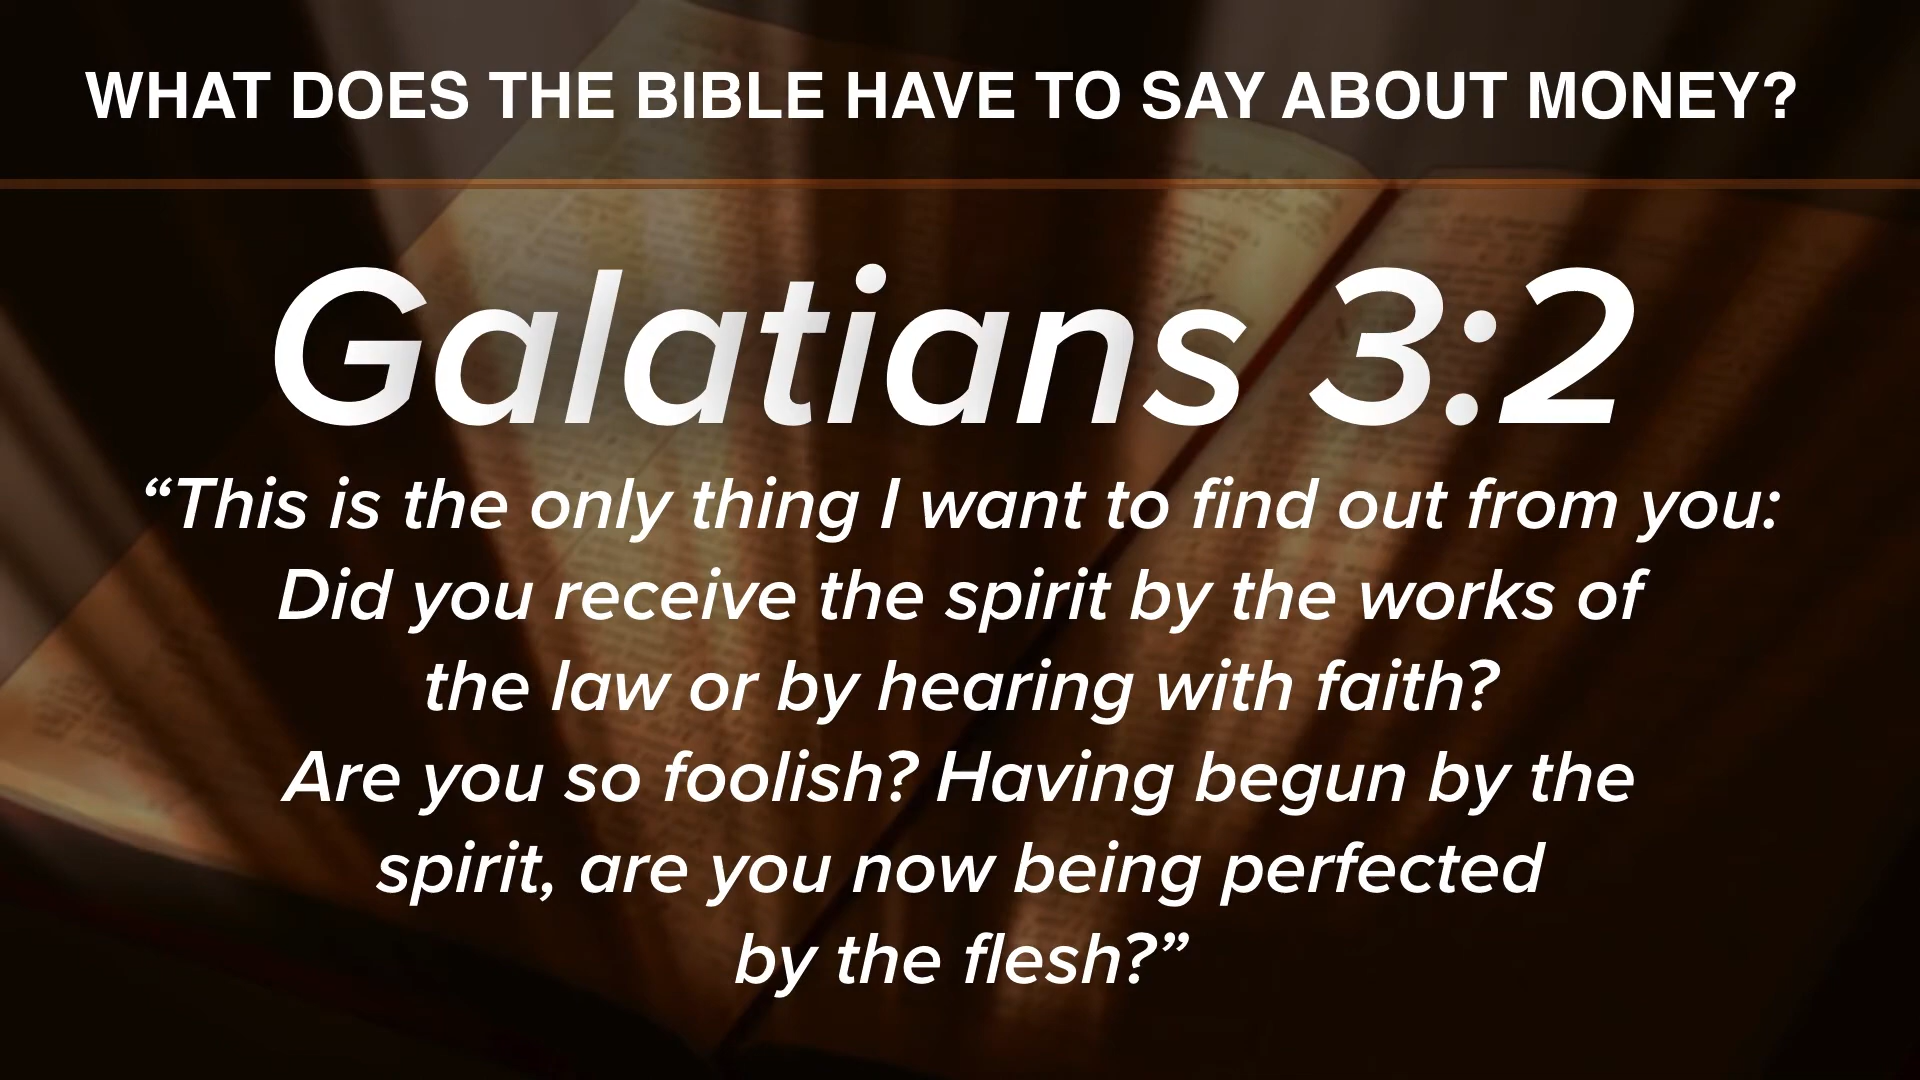 WHAT DOES THE BIBLE HAVE TO SAY ABOUT MONEY?
Galatians 3:2
“This is the only thing I want to find out from you:
Did you receive the spirit by the works of
the law or by hearing with faith?
Are you so foolish? Having begun by the
spirit, are you now being perfected
by the flesh?”